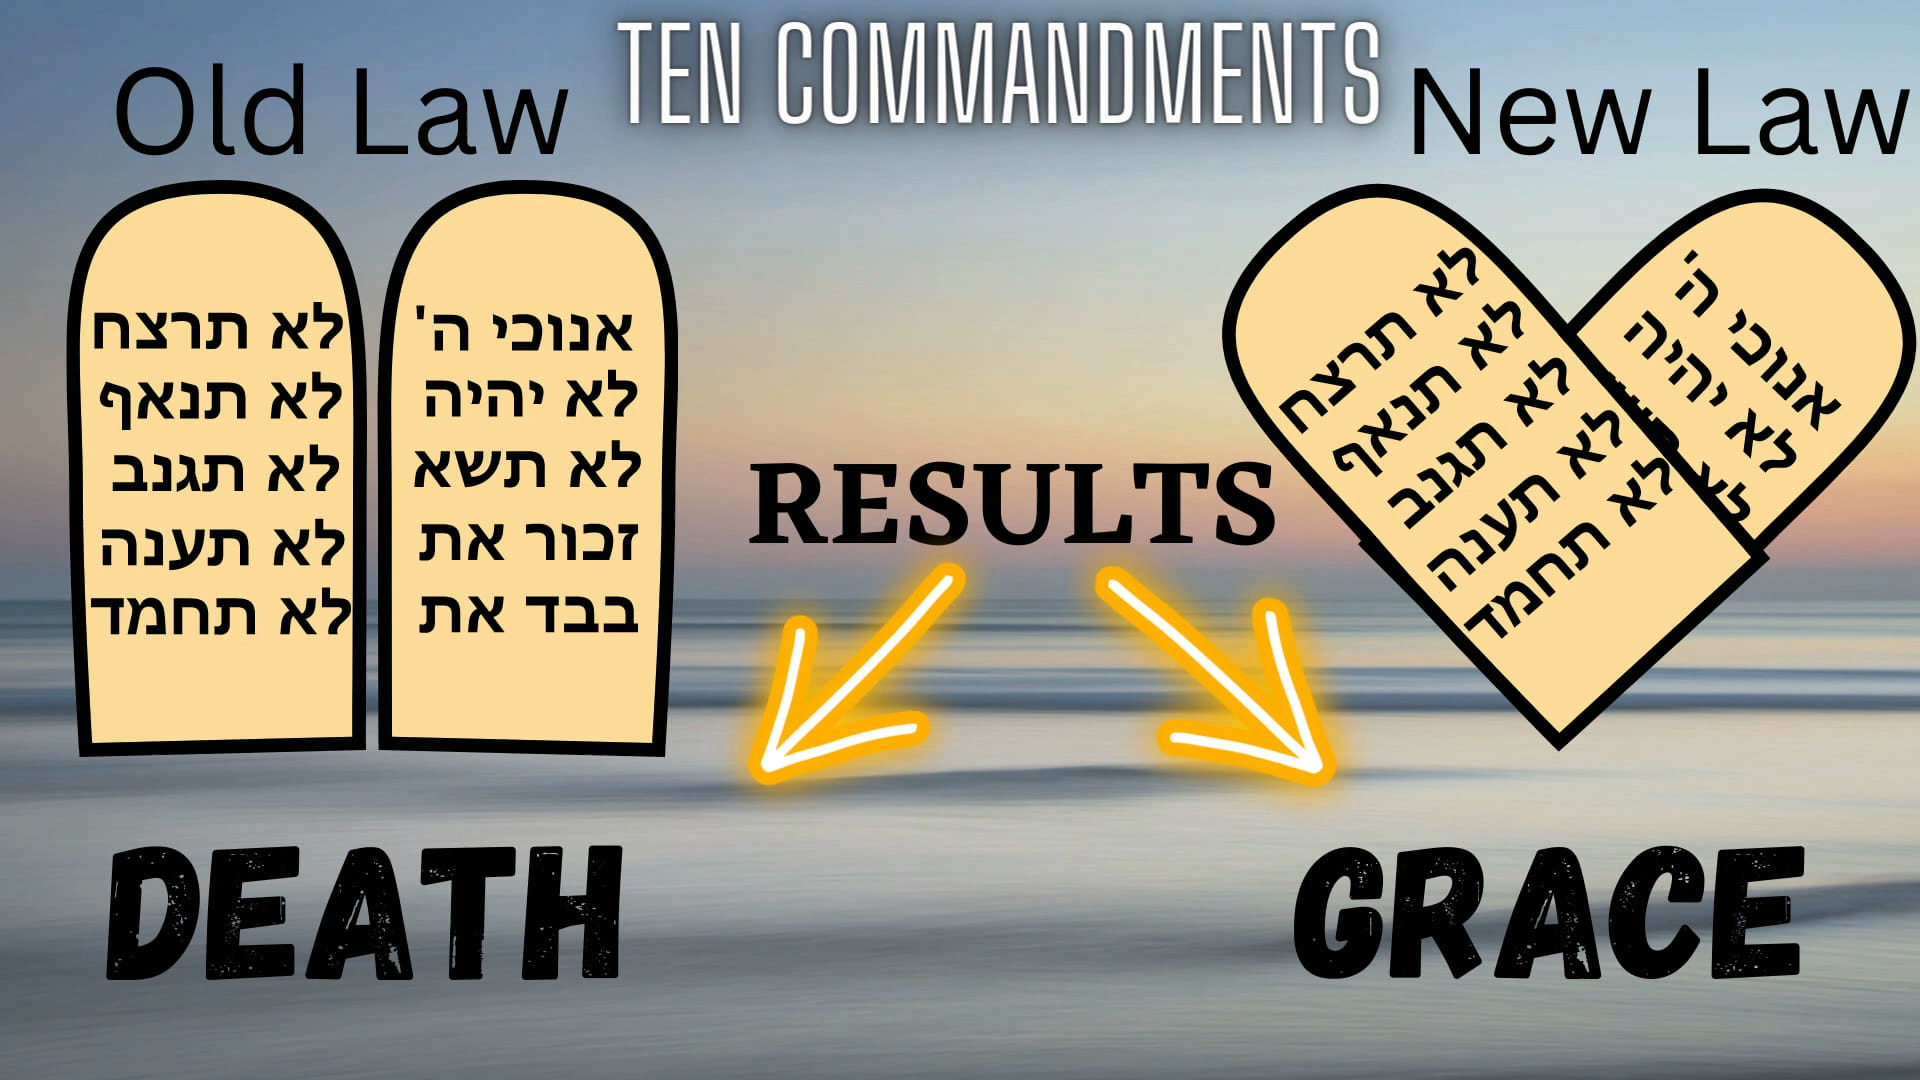 TEN COMMANDMENTS
Old Law
New Law
אנוכי ה'
לא יהיה
לא תשא
זכור את
בבד את
לא תרצח
לא תנאף
לא תגנב
לא תענה
לא תחמד
RESULTS
אנוכי ה'
לא יהיה
לא
לא תרצח
לא תנאף
לא תגנב
לא תענה
לא תחמד
DEATH
GRACE